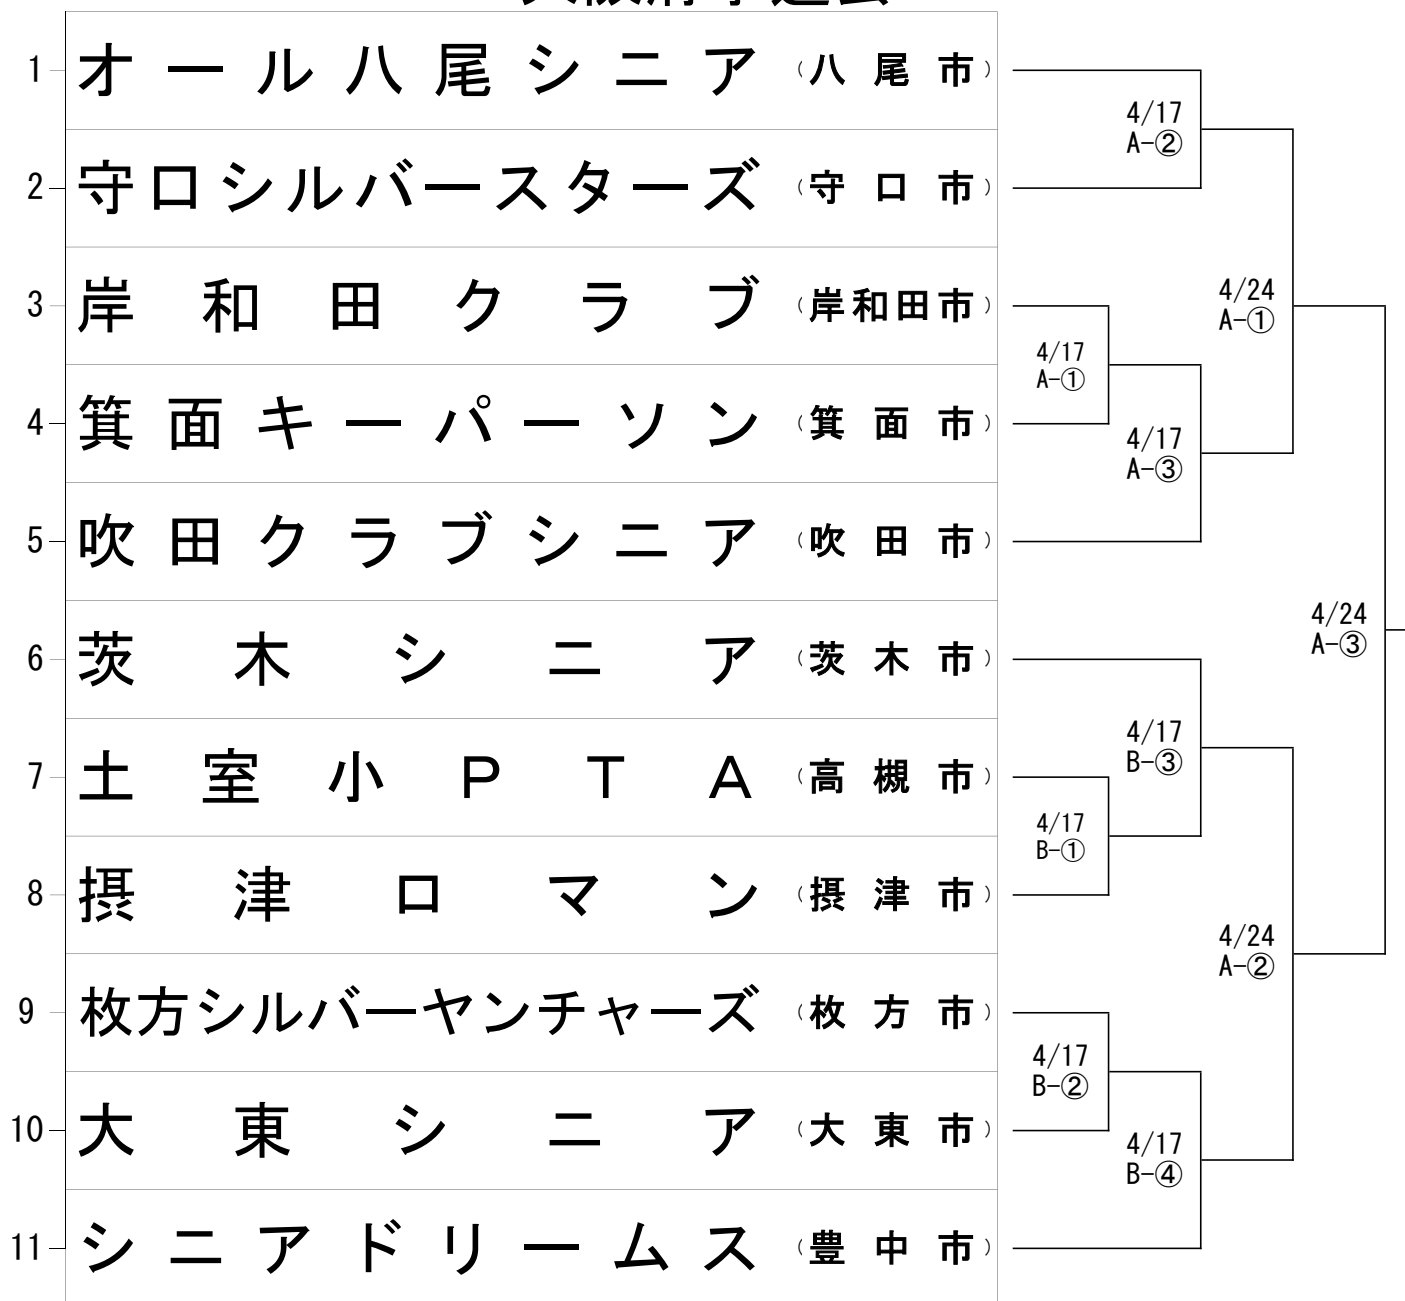 1 オール八尾シニア (八尾市)
2 守口シルバースターズ (守口市)
3 岸和田クラブ (岸和田市)
4 箕面キーパーソン (箕面市)
5 吹田クラブシニア (吹田市)
6 茨木シニア (茨木市)
7 土室小ＰＴＡ (高槻市)
8 摂津ロマン (摂津市)
9 枚方シルバーヤンチャーズ (枚方市)
10 大東シニア (大東市)
11 シニアドリームス (豊中市)
4/17
A-②
4/17
A-①
4/17
A-③
4/24
A-①
4/17
B-③
4/17
B-①
4/17
B-②
4/17
B-④
4/24
A-②
4/24
A-③